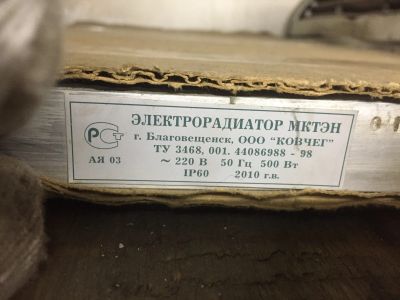 ЭЛЕКТРОРАДИАТОР МКТЭН
г. Благовещенск, ООО "КОВЧЕГ"
ТУ 3468, 001. 44086988 - 98
~ 220 В 50 Гц 500 Вт
IP60 2010 г.в.
РСТ
АЯ 03